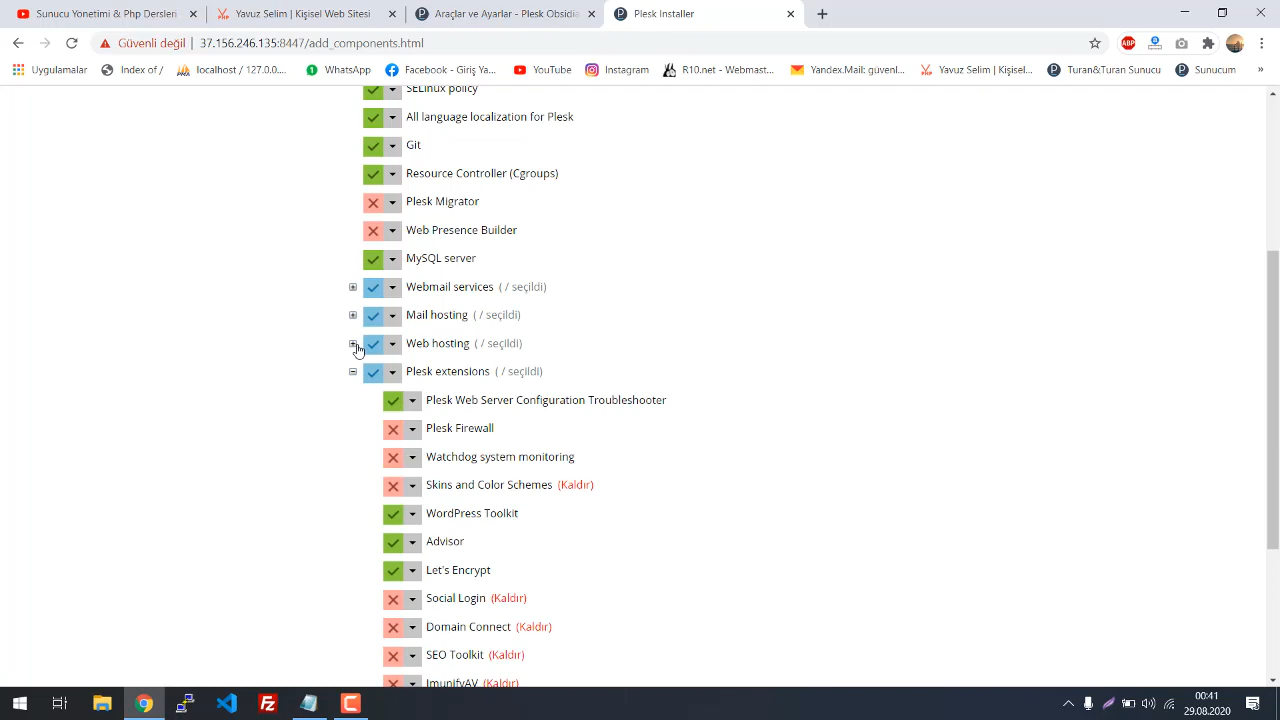 Sunucu Yönetimi & Php Dersleri
Yavuz Selim | Kişisel Web Sitesi
Araçlar ve Ayarlar - Plesk Obsidia
Plesk Installer
Güvenli değil | 37.156.246.135:8447/add_components.html
ABP
Uygulamalar
Index of /
localhost / 127.0.0...
WhatsApp
Facebook - Giriş Ya...
YouTube
Instagram
R10.net - Webmast...
Yandex.Mail: güvenl...
Yavuz Selim | Kişisel...
Turbo Turan Sunucu
Sunucum
»
SELinux policy
All language localization for Plesk
Git
Resource Controller (Cgroups)
Plesk Migrator
Web Presence Builder
MySQL server
Webmail services ( / seçildi)
Mail hosting ( / seçildi)
Web hosting ( / seçildi)
Plesk extensions ( / seçildi)
Plesk Web Server Configuration Troubleshooter
Plesk Firewall
Watchdog system monitoring
Skins and Color Schemes (Kaldır)
WordPress Toolkit
Advisor
Let's Encrypt
Social Login (Kaldır)
Domain Connect (Kaldır)
SEO Toolkit (Kaldır)
ImunifyAV (Kaldır)
00:41
29.08.2020